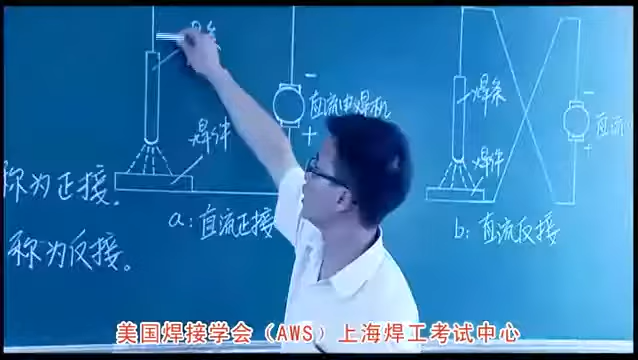 焊条
直流电焊机
−
+
焊件
称为正接。
a:直流正接
称为反接。
焊条
−
直流
+
焊件
b:直流反接
美国焊接学会（AWS）上海焊工考试中心